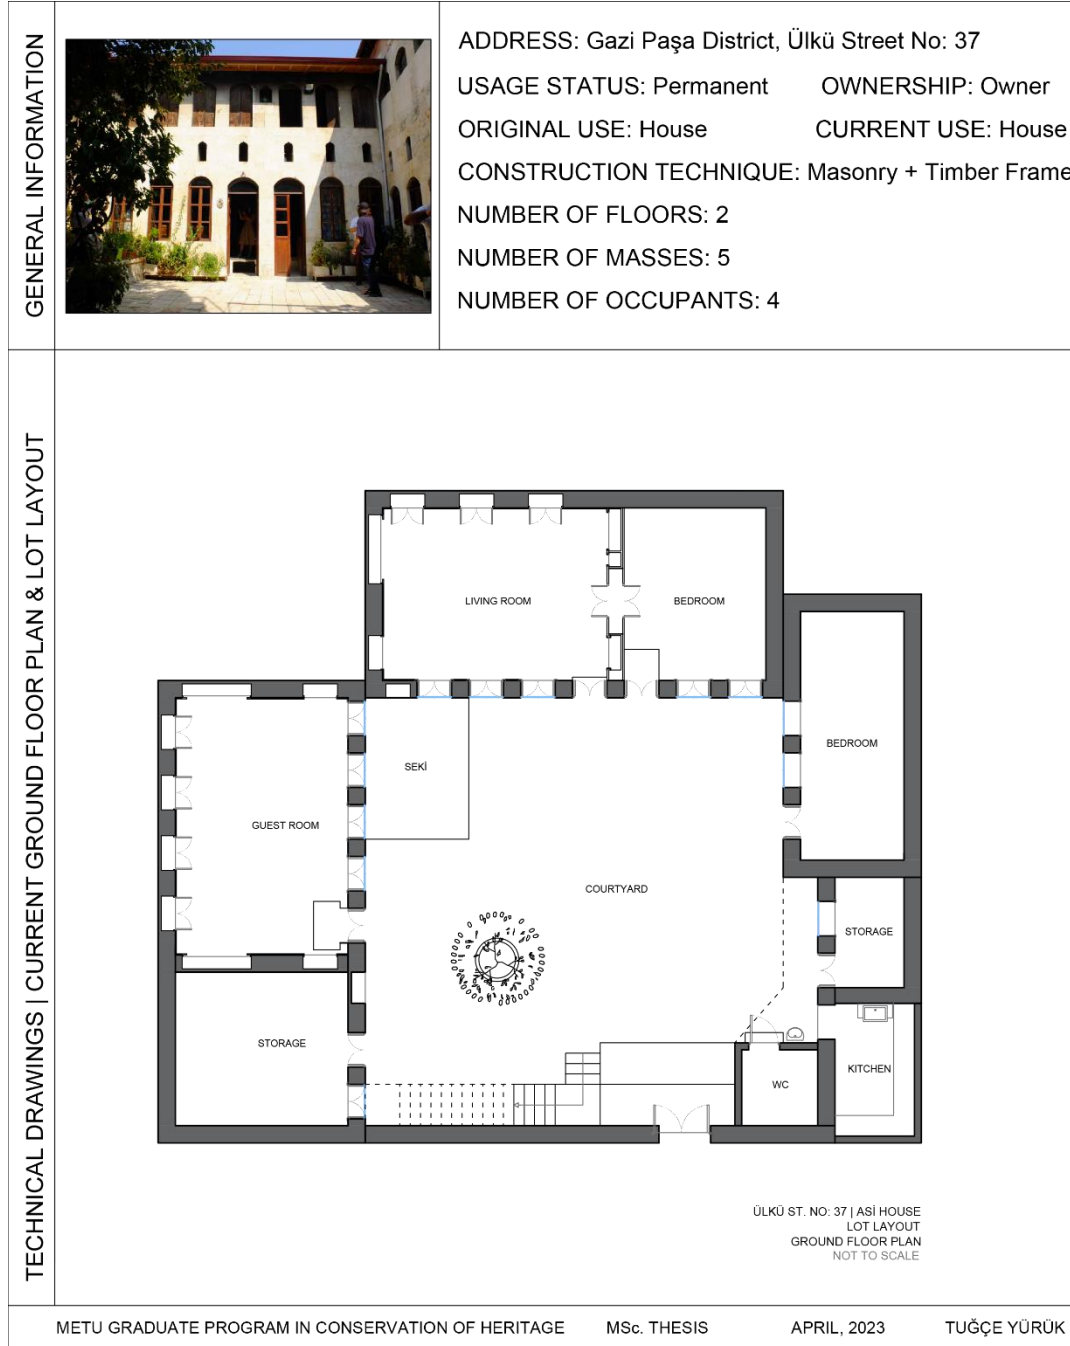 GENERAL INFORMATION
ADDRESS: Gazi Paşa District, Ülkü Street No: 37
USAGE STATUS: Permanent OWNERSHIP: Owner
ORIGINAL USE: House CURRENT USE: House
CONSTRUCTION TECHNIQUE: Masonry + Timber Frame
NUMBER OF FLOORS: 2
NUMBER OF MASSES: 5
NUMBER OF OCCUPANTS: 4
TECHNICAL DRAWINGS | CURRENT GROUND FLOOR PLAN & LOT LAYOUT
LIVING ROOM
BEDROOM
BEDROOM
SEKİ
GUEST ROOM
COURTYARD
STORAGE
STORAGE
KITCHEN
WC
ÜLKÜ ST. NO: 37 | ASİ HOUSE
LOT LAYOUT
GROUND FLOOR PLAN
NOT TO SCALE
METU GRADUATE PROGRAM IN CONSERVATION OF HERITAGE MSc. THESIS APRIL, 2023 TUĞÇE YÜRÜK